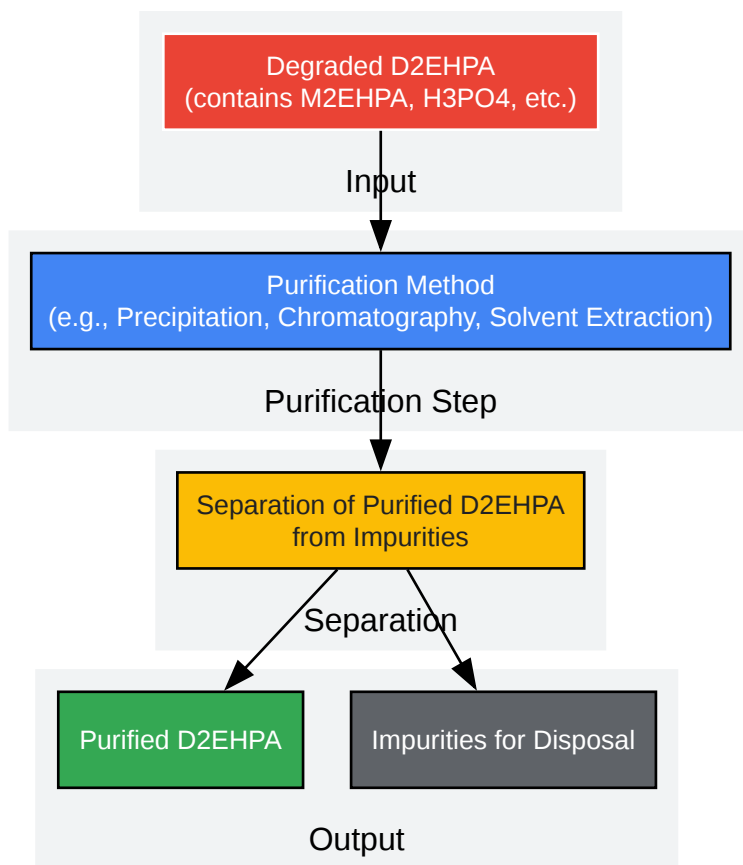 Degraded D2EHPA
(contains M2EHPA, H3PO4, etc.)
Input
Purification Method
(e.g., Precipitation, Chromatography, Solvent Extraction)
Purification Step
Separation of Purified D2EHPA
from Impurities
Separation
Purified D2EHPA
Impurities for Disposal
Output